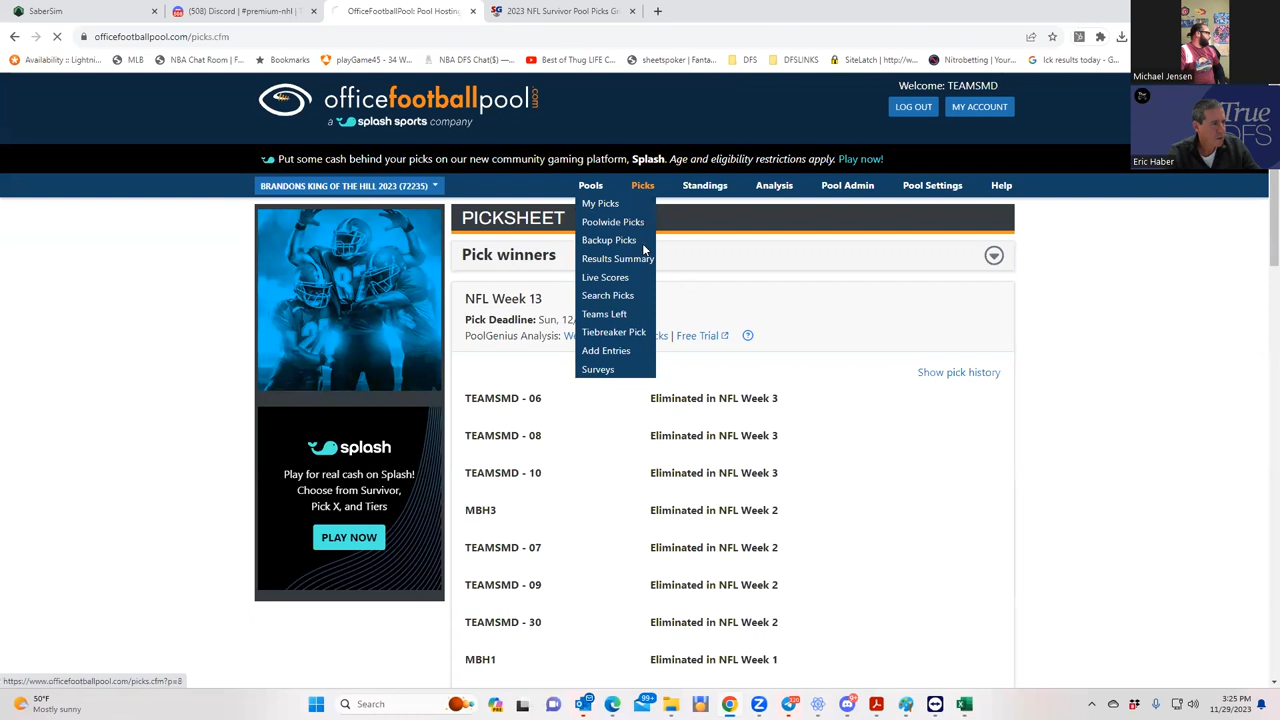 SaberSim
(508) Discord | #premium-nhl |
OfficeFootballPool: Pool Hosting
2023 NFL Survivor Pool Picks Gr
officefootballpool.com/picks.cfm
Availability :: Lightni...
MLB
NBA Chat Room | F...
Bookmarks
playGame45 - 34 W...
NBA DFS Chat($) —...
Best of Thug LIFE C...
sheetspoker | Fanta...
DFS
DFSLINKS
SiteLatch | http://w...
Nitrobetting | Your...
Ick results today - G...
Michael Jensen
True
DFS
Eric Haber
officefootballpool.com
a splash sports company
Welcome: TEAMSMD
LOG OUT
MY ACCOUNT
Put some cash behind your picks on our new community gaming platform, Splash. Age and eligibility restrictions apply. Play now!
BRANDONS KING OF THE HILL 2023 (72235)
Pools
Picks
Standings
Analysis
Pool Admin
Pool Settings
Help
My Picks
Poolwide Picks
Backup Picks
Results Summary
Live Scores
Search Picks
Teams Left
Tiebreaker Pick
Add Entries
Surveys
PICKSHEET
Pick winners
NFL Week 13
Pick Deadline: Sun, 12/
PoolGenius Analysis: W cks | Free Trial
Show pick history
TEAMSMD - 06 Eliminated in NFL Week 3
TEAMSMD - 08 Eliminated in NFL Week 3
TEAMSMD - 10 Eliminated in NFL Week 3
MBH3 Eliminated in NFL Week 2
TEAMSMD - 07 Eliminated in NFL Week 2
TEAMSMD - 09 Eliminated in NFL Week 2
TEAMSMD - 30 Eliminated in NFL Week 2
MBH1 Eliminated in NFL Week 1
splash
Play for real cash on Splash!
Choose from Survivor,
Pick X, and Tiers
PLAY NOW
https://www.officefootballpool.com/picks.cfm?p=8
50°F
Mostly sunny
Search
99+
3:25 PM
11/29/2023